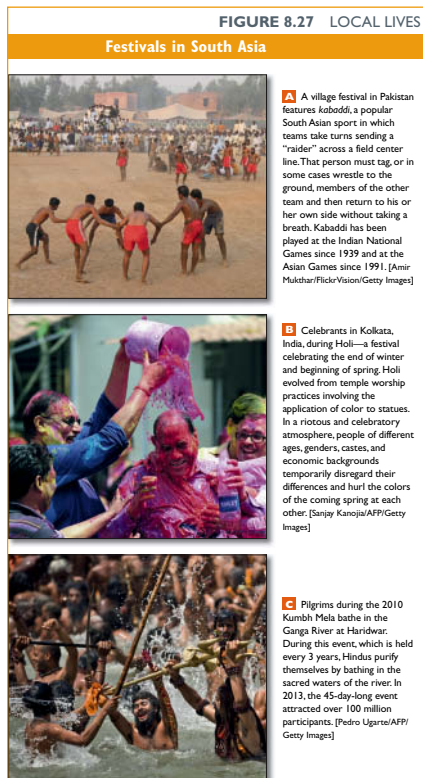 FIGURE 8.27 LOCAL LIVES
Festivals in South Asia
A A village festival in Pakistan
features kabaddi, a popular
South Asian sport in which
teams take turns sending a
“raider” across a field center
line. That person must tag, or in
some cases wrestle to the
ground, members of the other
team and then return to his or
her own side without taking a
breath. Kabaddi has been
played at the Indian National
Games since 1939 and at the
Asian Games since 1991. [Amir
Mukthar/FlickrVision/Getty Images]
B Celebrants in Kolkata,
India, during Holi—a festival
celebrating the end of winter
and beginning of spring. Holi
evolved from temple worship
practices involving the
application of color to statues.
In a riotous and celebratory
atmosphere, people of different
ages, genders, castes, and
economic backgrounds
temporarily disregard their
differences and hurl the colors
of the coming spring at each
other. [Sanjay Kanojia/AFP/Getty
Images]
C Pilgrims during the 2010
Kumbh Mela bathe in the
Ganga River at Haridwar.
During this event, which is held
every 3 years, Hindus purify
themselves by bathing in the
sacred waters of the river. In
2013, the 45-day-long event
attracted over 100 million
participants. [Pedro Ugarte/AFP/
Getty Images]